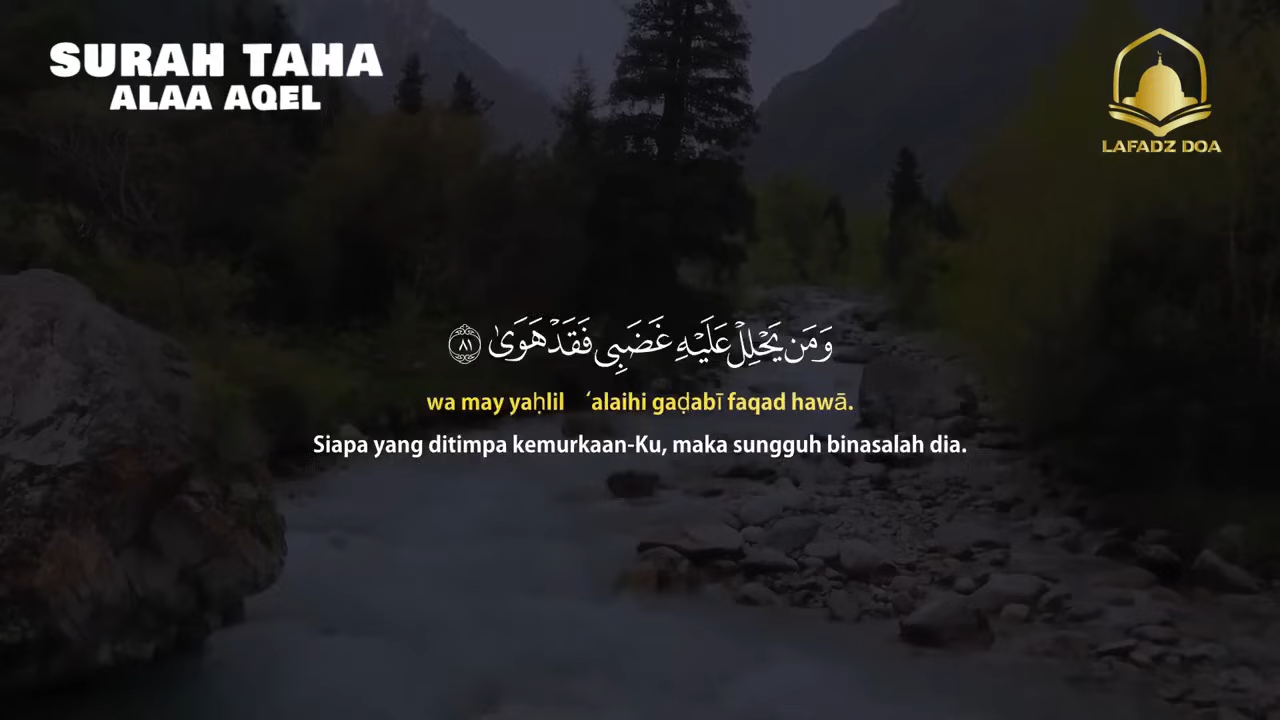 SURAH TAHA
ALAA AQEL
LAFADZ DOA
وَمَن يَحْلِلْ عَلَيْهِ غَضَبِى فَقَدْ هَوَىٰ ٨١
wa may yaḥlil ‘alaihi gaḍabī faqad hawā.
Siapa yang ditimpa kemurkaan-Ku, maka sungguh binasalah dia.